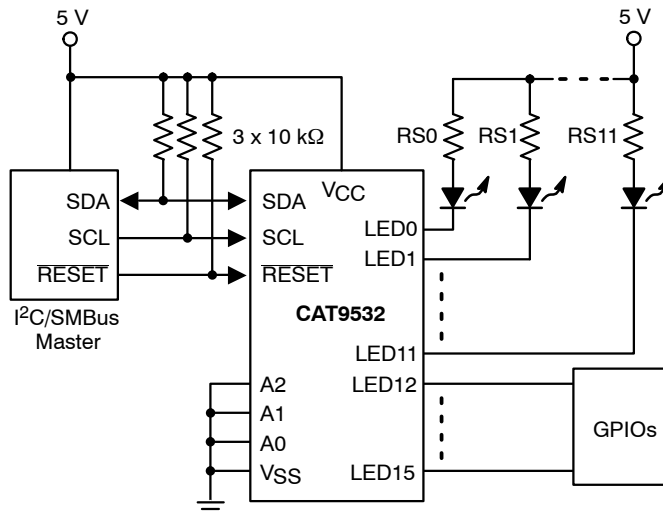 5 V
5 V
3 x 10 kΩ
RS0
RS1
RS11
SDA
SCL
RESET
I²C/SMBus
Master
VCC
SDA
SCL
RESET
CAT9532
A2
A1
A0
VSS
LED0
LED1
LED11
LED12
LED15
GPIOs